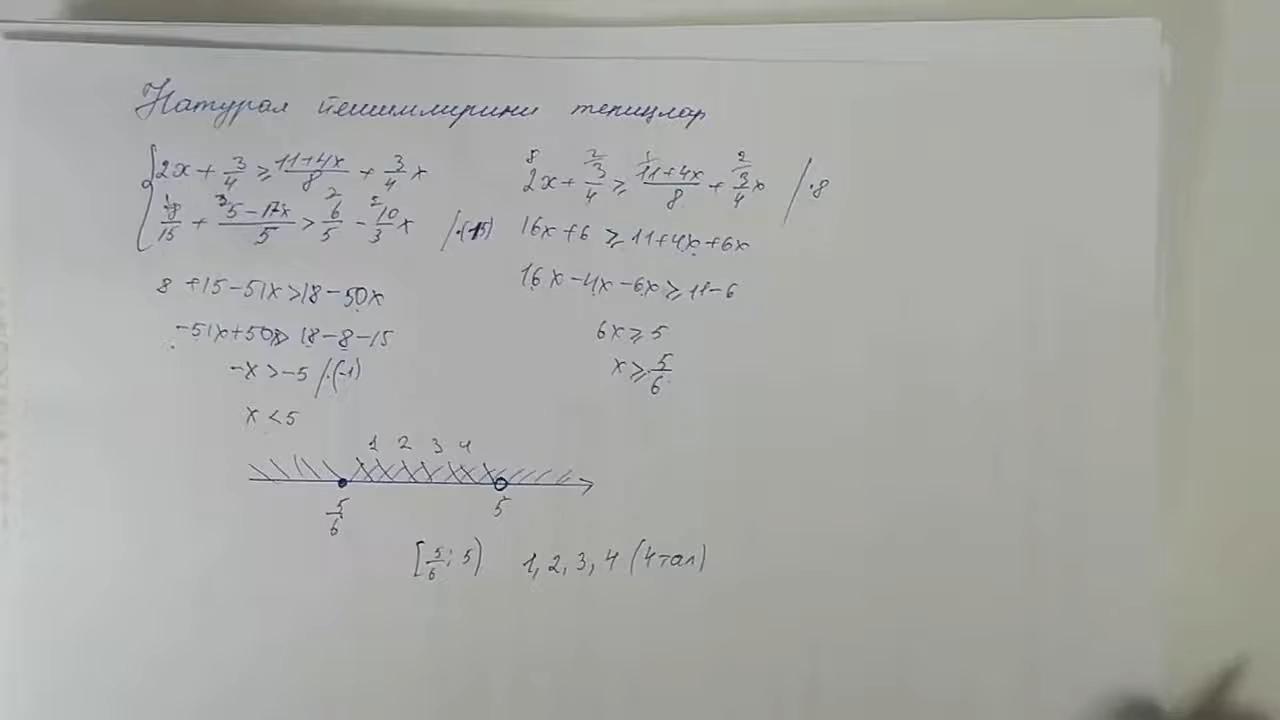 Натурал йешимлирини тепиңлар
2x + 3/4 ≥ (11+4x)/8 + 3/4 x
8/15 + (5-17x)/5 > 6/5 - 10/3 x /·(15)
8 +15-51x>18-50x
-51x+50x> 18-8-15
-x >-5 /·(-1)
x <5
2x + 3/4 ≥ (11+4x)/8 + 3/4 x /·8
16x+6 ≥ 11+4x+6x
16x-4x-6x ≥ 11-6
6x ≥ 5
x ≥ 5/6
1 2 3 4
5/6 5
[5/6; 5) 1, 2, 3, 4 (4 тал)